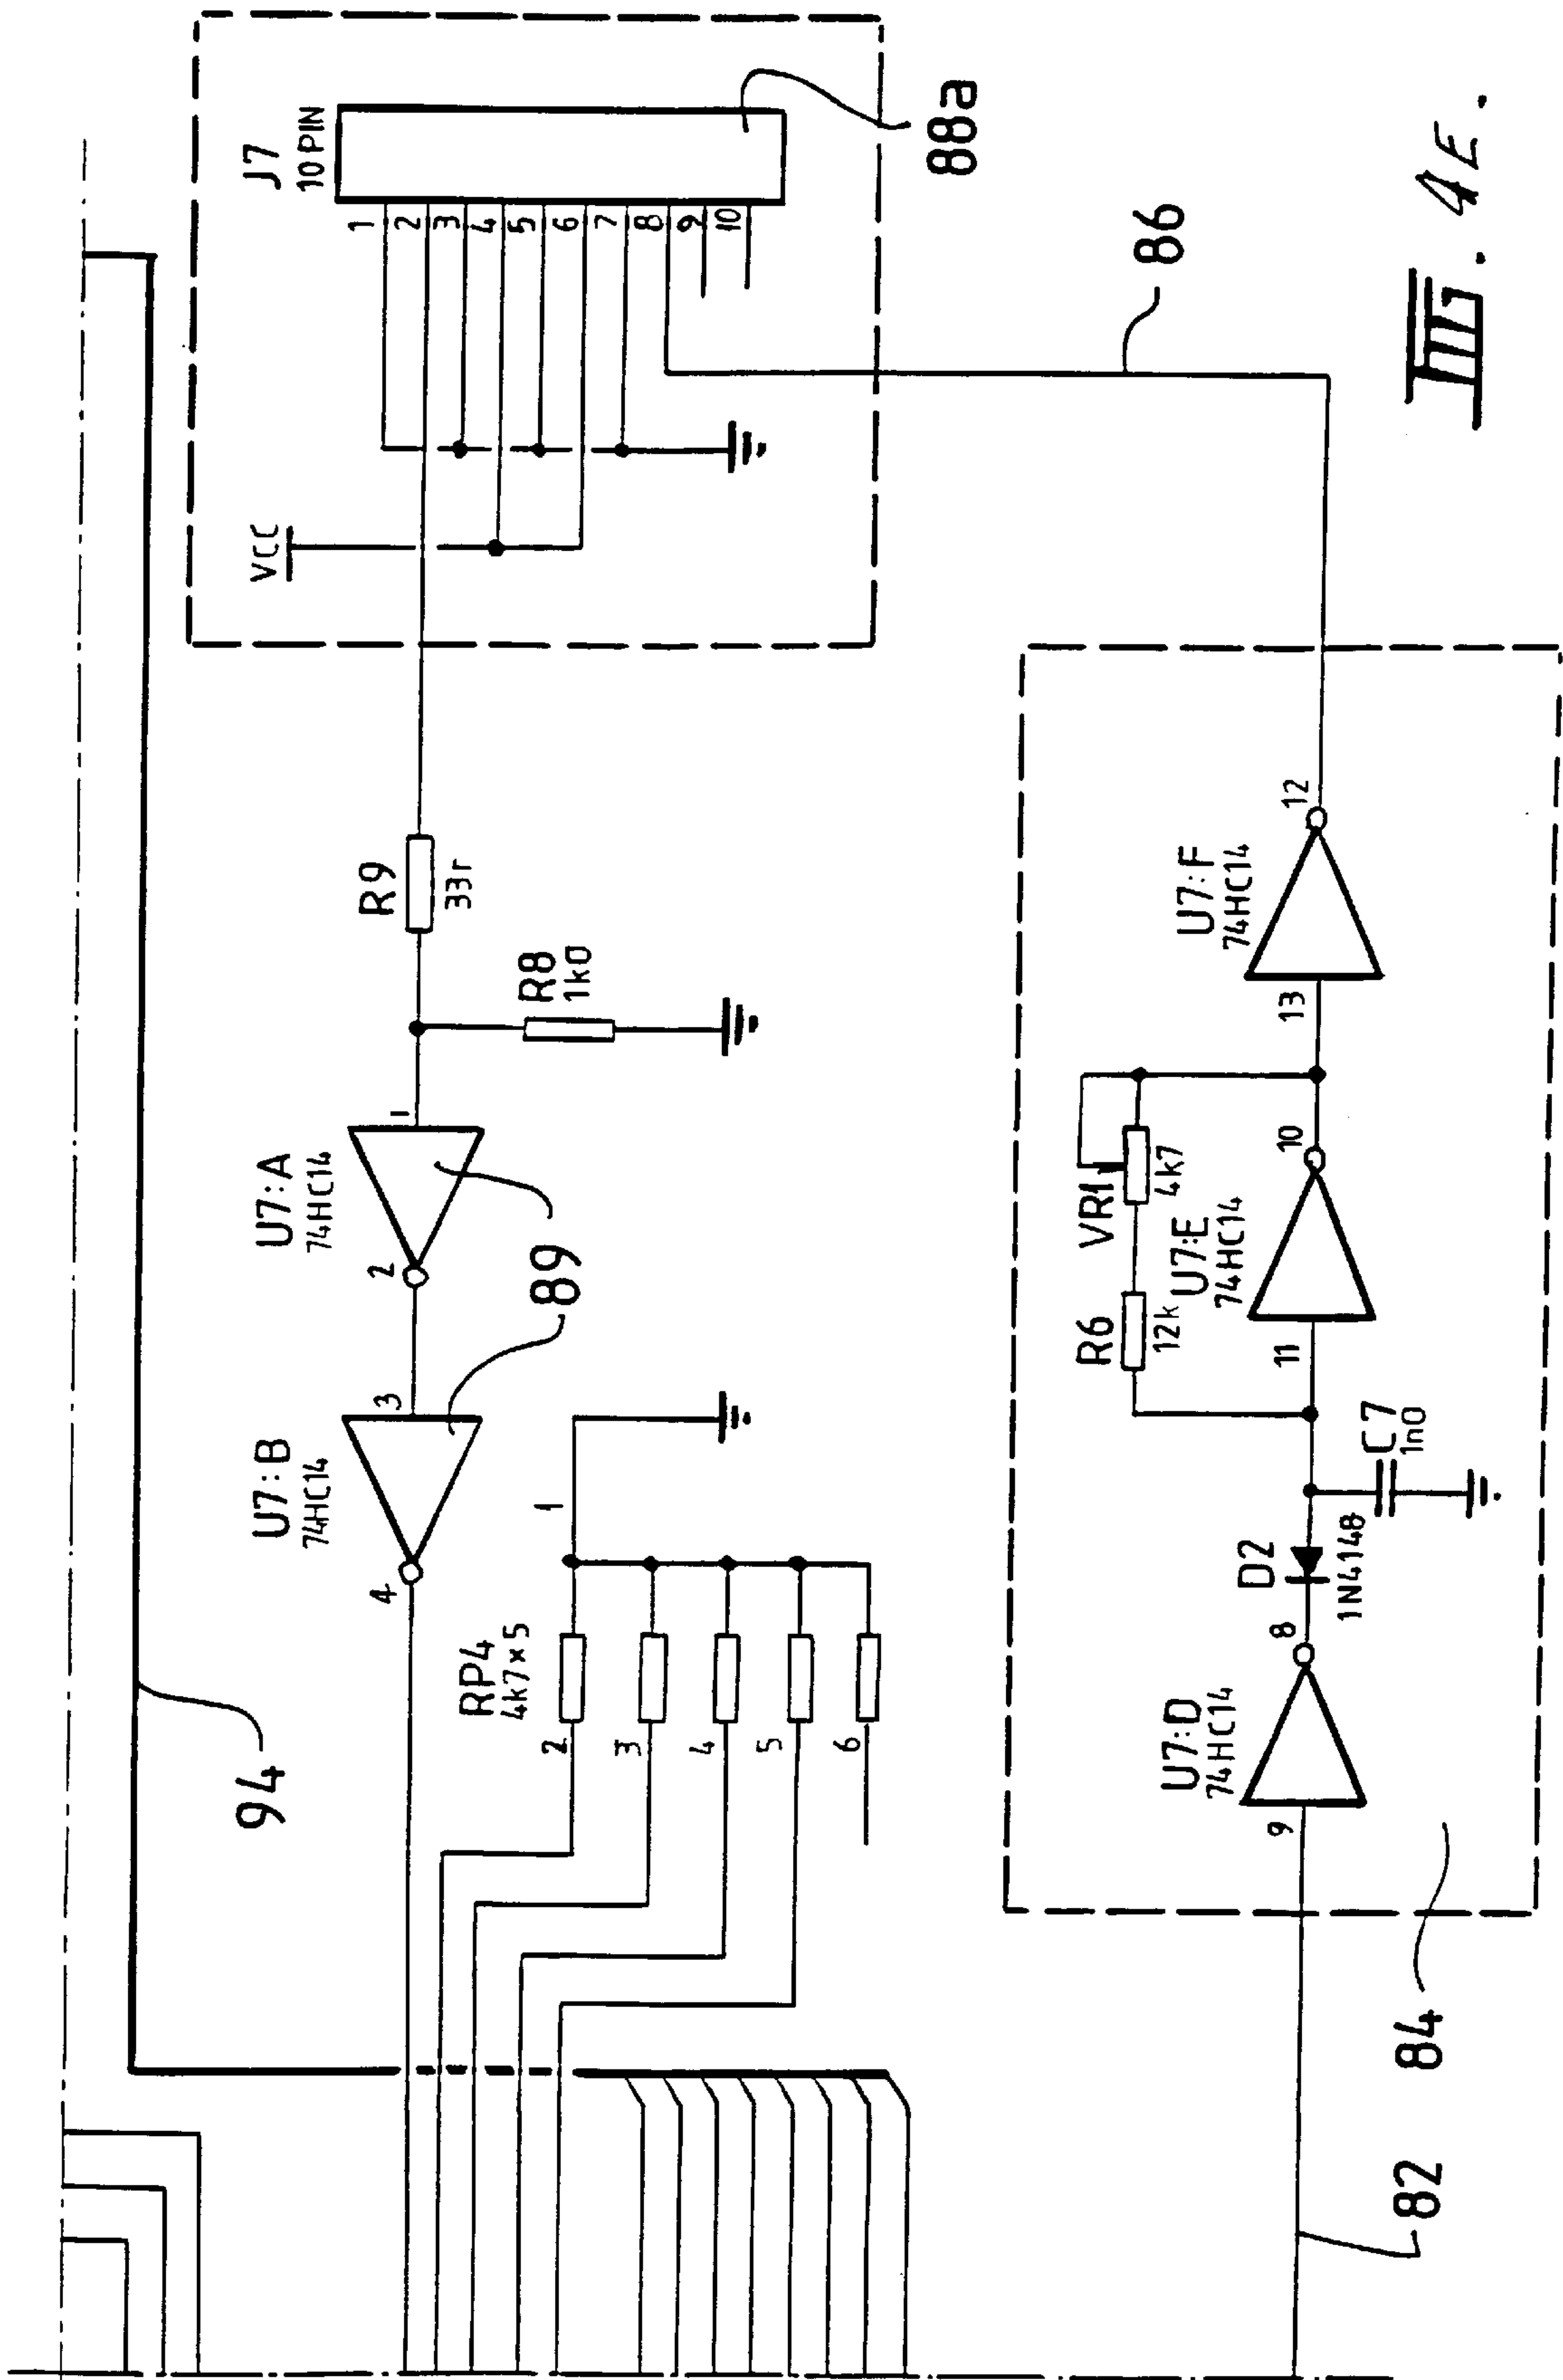 J7
10 PIN
1
2
3
4
5
6
7
8
9
10
88a
VCC
86
R9
33r
R8
1k0
U7:A
74HC14
1
2
89
U7:B
74HC14
3
4
RP4
4k7×5
1
2
3
4
5
6
94
U7:F
74HC14
12
13
VR1
4k7
U7:E
74HC14
10
11
R6
12k
C7
1n0
D2
1N4148
U7:D
74HC14
8
9
84
82
FIG. 4E.